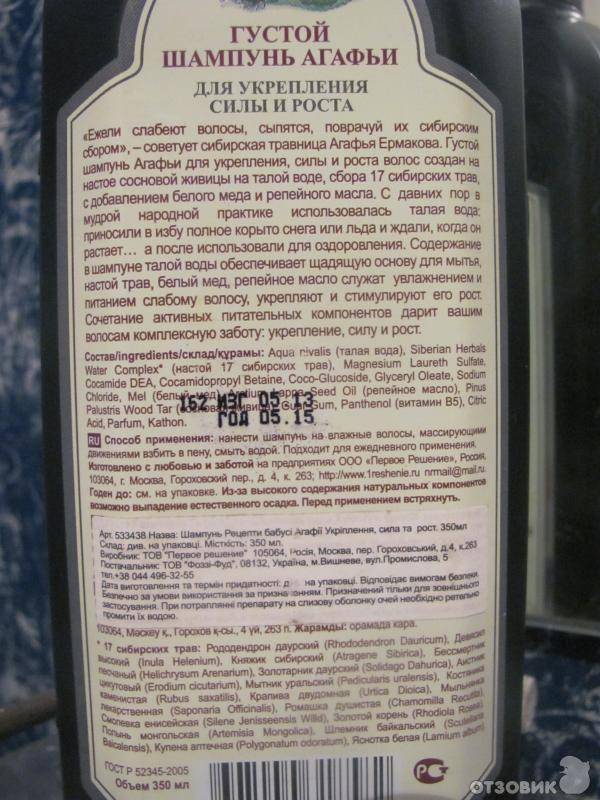 ГУСТОЙ
ШАМПУНЬ АГАФЬИ
ДЛЯ УКРЕПЛЕНИЯ
СИЛЫ И РОСТА
«Ежели слабеют волосы, сыпятся, поврачуй их сибирским
сбором», – советует сибирская травница Агафья Ермакова. Густой
шампунь Агафьи для укрепления, силы и роста волос создан на
настое сосновой живицы на талой воде, сбора 17 сибирских трав,
с добавлением белого меда и репейного масла. С давних пор в
мудрой народной практике использовалась талая вода:
приносили в избу полное корыто снега или льда и ждали, когда он
растает... а после использовали для оздоровления. Содержание
в шампуне талой воды обеспечивает щадящую основу для мытья,
настой трав, белый мед, репейное масло служат увлажнением и
питанием слабому волосу, укрепляют и стимулируют его рост.
Сочетание активных питательных компонентов дарит вашим
волосам комплексную заботу: укрепление, силу и рост.
Состав/ingredients/склад/құрамы: Aqua nivalis (талая вода), Siberian Herbals
Water Complex* (настой 17 сибирских трав), Magnesium Laureth Sulfate,
Cocamide DEA, Cocamidopropyl Betaine, Coco-Glucoside, Glyceryl Oleate, Sodium
Chloride, Mel (белый мед), Seed Oil (репейное масло), Pinus
Palustris Wood Tar Gum, Panthenol (витамин B5), Citric
Acid, Parfum, Kathon.
162 МЗГ 05 13
ГОД 05.15
RU Способ применения: нанести шампунь на влажные волосы, массирующими
движениями взбить в пену, смыть водой. Подходит для ежедневного применения.
Изготовлено с любовью и заботой на предприятиях ООО «Первое Решение», Россия,
103064, г. Москва, Гороховский пер., д. 4, к. 263; http://www.1reshenie.ru nrmail@mail.ru.
Годен до: см. на упаковке. Из-за высокого содержания натуральных компонентов
возможно выпадение естественного осадка. Перед применением встряхнуть.
Арт. 533438 Назва: Шампунь Рецепти бабусі Агафії Укріплення, сила та рост. 350мл
Склад: див. на упаковці. Місткість: 350 мл.
Виробник: ТОВ "Первое решение" 105064, Росія, Москва, пер. Гороховський, д.4, к.263
Постачальник: ТОВ "Фоззі-Фуд". 08132, Україна, м.Вишневе, вул.Промислова, 5
тел.+38 044 496-32-55
Дата виготовлення та термін придатності: на упаковці. Відповідає вимогам безпеки.
Безпечно за умови використання за призначенням. Призначений тільки для зовнішнього
застосування. При потраплянні препарату на слизову оболонку очей необхідно ретельно
промити їх водою.
103064, Мәскеу қ., Горохов қ-сы., 4 үй, 263 п. Жарамды: орамада қара.
* 17 сибирских трав: Рододендрон даурский (Rhododendron Dauricum), Девясил
высокий (Inula Helenium), Княжик сибирский (Atragene Sibirica), Бессмертник
песчаный (Helichrysum Arenarium), Золотарник даурский (Solidago Dahurica), Аистник
цикутовый (Erodium cicutarium), Мытник уральский (Pedicularis uralensis), Костяника
каменистая (Rubus saxatilis), Крапива двудомная (Urtica Dioica), Мыльнянка
лекарственная (Saponaria Officinalis), Ромашка душистая (Chamomilla Recutita),
Смолевка енисейская (Silene Jenisseensis Willd), Золотой корень (Rhodiola Rosea),
Полынь монгольская (Artemisia Mongolica), Шлемник байкальский (Scutellaria
Baicalensis), Купена аптечная (Polygonatum odoratum), Яснотка белая (Lamium album)
ГОСТ Р 52345-2005
Объем 350 мл
РСТ
ОТЗОВИК